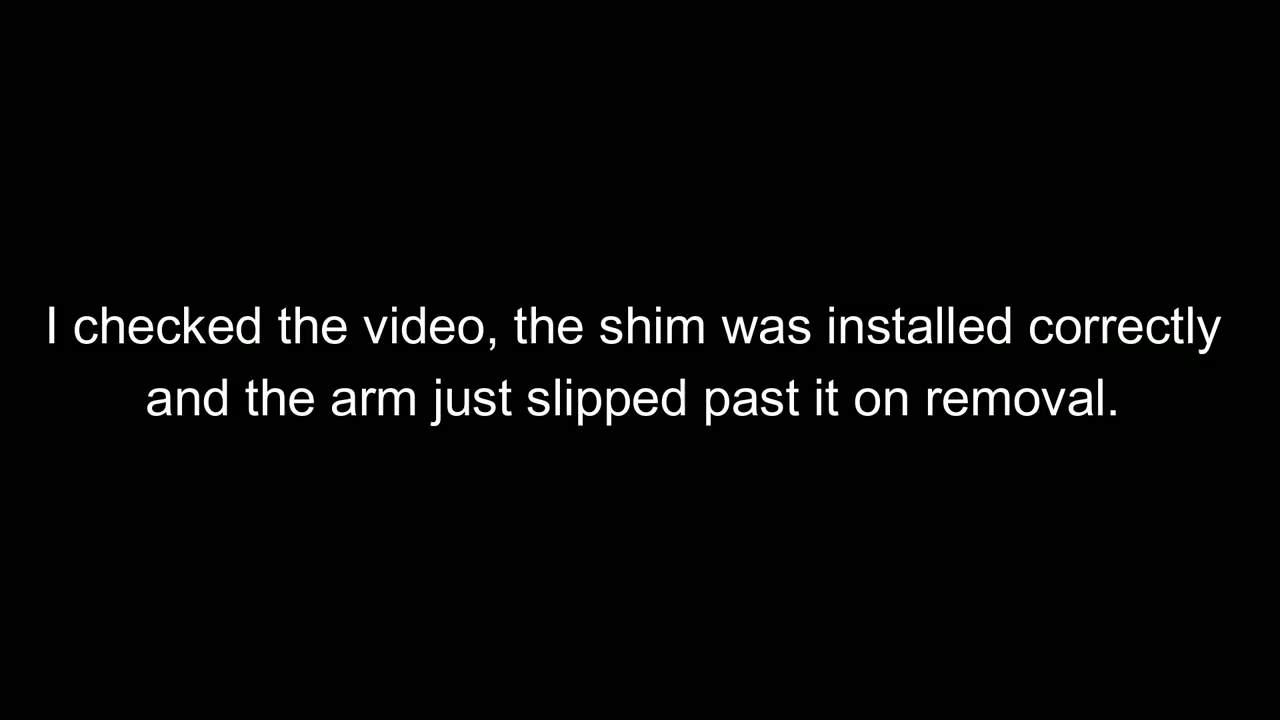 I checked the video, the shim was installed correctly
and the arm just slipped past it on removal.